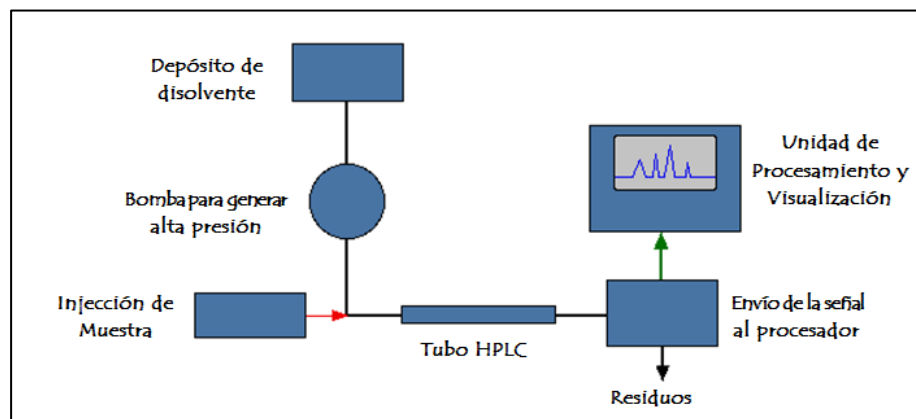 Depósito de
disolvente
Bomba para generar
alta presión
Injección de
Muestra
Tubo HPLC
Unidad de
Procesamiento y
Visualización
Envío de la señal
al procesador
Residuos